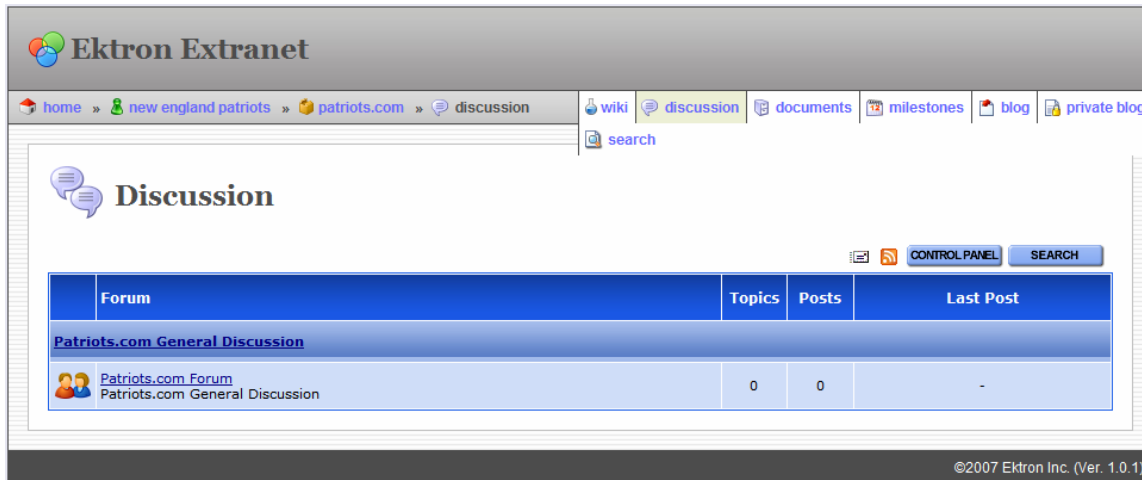 Ektron Extranet
home » new england patriots » patriots.com » discussion
wiki discussion documents milestones blog private blog
search
Discussion
CONTROL PANEL SEARCH
Forum Topics Posts Last Post
Patriots.com General Discussion
Patriots.com Forum 0 0 -
Patriots.com General Discussion
©2007 Ektron Inc. (Ver. 1.0.1)